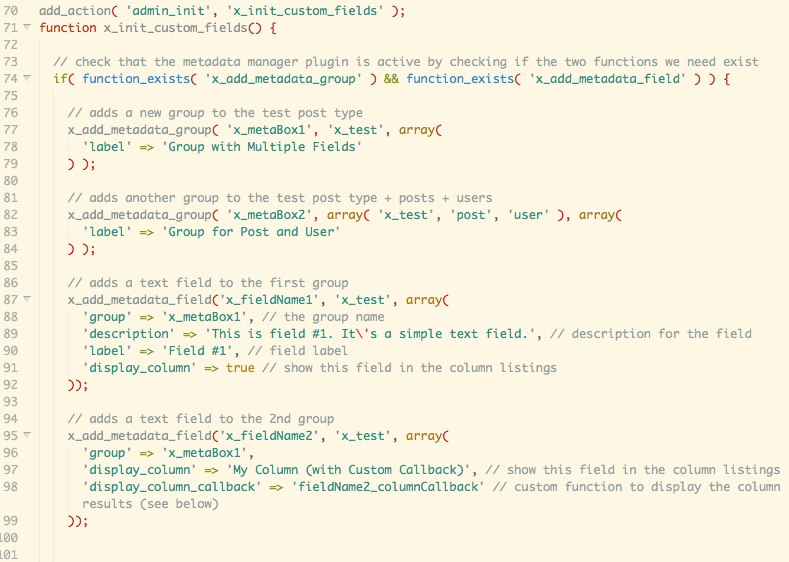 70 add_action( 'admin_init', 'x_init_custom_fields' );
71 function x_init_custom_fields() {
72
73 // check that the metadata manager plugin is active by checking if the two functions we need exist
74 if( function_exists( 'x_add_metadata_group' ) && function_exists( 'x_add_metadata_field' ) ) {
75
76 // adds a new group to the test post type
77 x_add_metadata_group( 'x_metaBox1', 'x_test', array(
78 'label' => 'Group with Multiple Fields'
79 ) );
80
81 // adds another group to the test post type + posts + users
82 x_add_metadata_group( 'x_metaBox2', array( 'x_test', 'post', 'user' ), array(
83 'label' => 'Group for Post and User'
84 ) );
85
86 // adds a text field to the first group
87 x_add_metadata_field('x_fieldName1', 'x_test', array(
88 'group' => 'x_metaBox1', // the group name
89 'description' => 'This is field #1. It\'s a simple text field.', // description for the field
90 'label' => 'Field #1', // field label
91 'display_column' => true // show this field in the column listings
92 ));
93
94 // adds a text field to the 2nd group
95 x_add_metadata_field('x_fieldName2', 'x_test', array(
96 'group' => 'x_metaBox1',
97 'display_column' => 'My Column (with Custom Callback)', // show this field in the column listings
98 'display_column_callback' => 'fieldName2_columnCallback' // custom function to display the column
results (see below)
99 ));
100
101